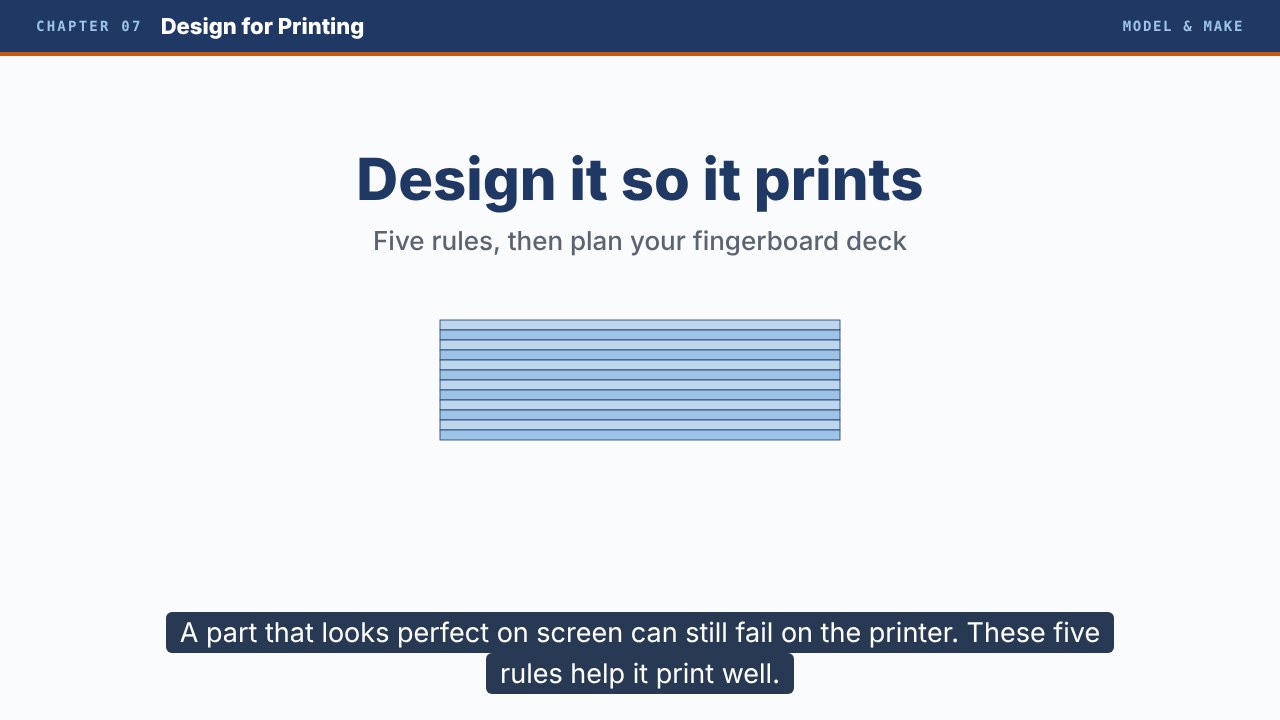 CHAPTER 07 Design for Printing MODEL & MAKE
Design it so it prints
Five rules, then plan your fingerboard deck
A part that looks perfect on screen can still fail on the printer. These five
rules help it print well.